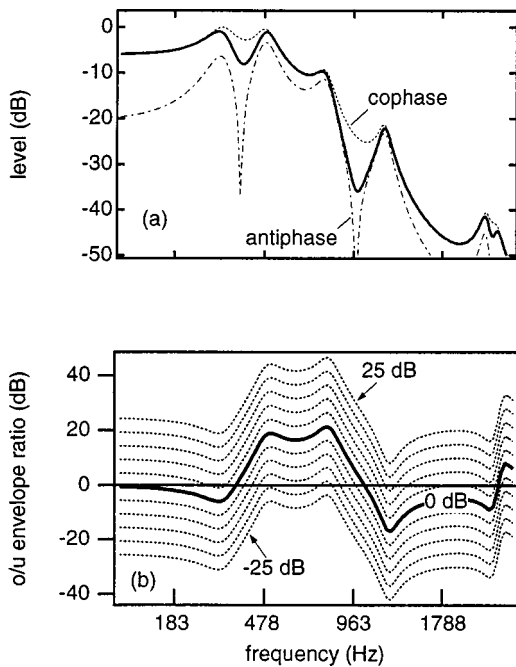 0
-10
-20
-30
-40
-50
level (dB)
cophase
(a)
antiphase
40
20
0
-20
-40
o/u envelope ratio (dB)
25 dB
0 dB
-25 dB
(b)
183 478 963 1788
frequency (Hz)